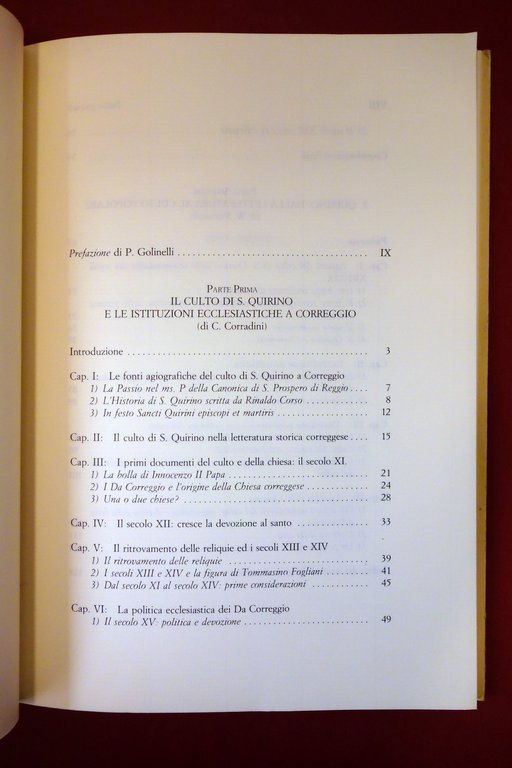 Prefazione di P. Golinelli ........................................ IX
PARTE PRIMA
IL CULTO DI S. QUIRINO
E LE ISTITUZIONI ECCLESIASTICHE A CORREGGIO
(di C. Corradini)
Introduzione .................................................. 3
Cap. I: Le fonti agiografiche del culto di S. Quirino a Correggio
1) La Passio nel ms. P della Canonica di S. Prospero di Reggio .... 7
2) L'Historia di S. Quirino scritta da Rinaldo Corso ............. 8
3) In festo Sancti Quirini episcopi et martiris .................. 12
Cap. II: Il culto di S. Quirino nella letteratura storica correggese .... 15
Cap. III: I primi documenti del culto e della chiesa: il secolo XI.
1) La bolla di Innocenzo II Papa ................................ 21
2) I Da Correggio e l'origine della Chiesa correggese ............. 24
3) Una o due chiese? ........................................... 28
Cap. IV: Il secolo XII: cresce la devozione al santo ............... 33
Cap. V: Il ritrovamento delle reliquie ed i secoli XIII e XIV
1) Il ritrovamento delle reliquie ................................ 39
2) I secoli XIII e XIV e la figura di Tommasino Fogliani .......... 41
3) Dal secolo XI al secolo XIV: prime considerazioni ............. 45
Cap. VI: La politica ecclesiastica dei Da Correggio
1) Il secolo XV: politica e devozione ............................ 49